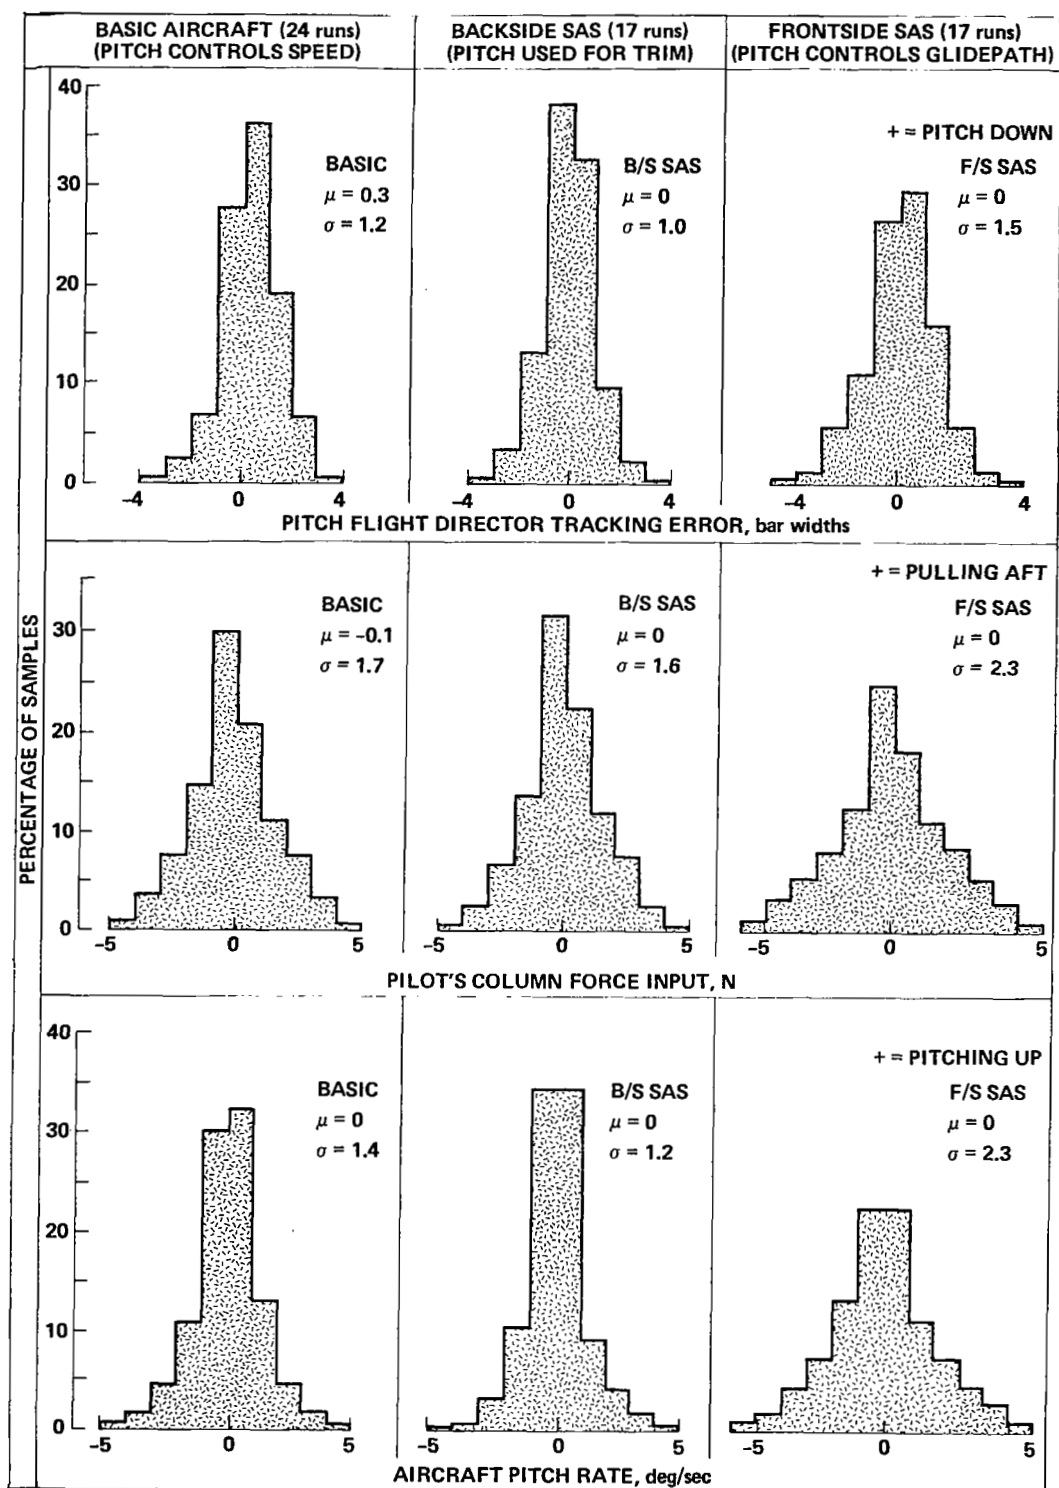 BASIC AIRCRAFT (24 runs)
(PITCH CONTROLS SPEED)
BACKSIDE SAS (17 runs)
(PITCH USED FOR TRIM)
FRONTSIDE SAS (17 runs)
(PITCH CONTROLS GLIDEPATH)
PERCENTAGE OF SAMPLES
40
30
20
10
0
BASIC
μ = 0.3
σ = 1.2
B/S SAS
μ = 0
σ = 1.0
+ = PITCH DOWN
F/S SAS
μ = 0
σ = 1.5
-4 0 4
-4 0 4
-4 0 4
PITCH FLIGHT DIRECTOR TRACKING ERROR, bar widths
30
20
10
0
BASIC
μ = -0.1
σ = 1.7
B/S SAS
μ = 0
σ = 1.6
+ = PULLING AFT
F/S SAS
μ = 0
σ = 2.3
-5 0 5
-5 0 5
-5 0 5
PILOT'S COLUMN FORCE INPUT, N
40
30
20
10
0
BASIC
μ = 0
σ = 1.4
B/S SAS
μ = 0
σ = 1.2
+ = PITCHING UP
F/S SAS
μ = 0
σ = 2.3
-5 0 5
-5 0 5
-5 0 5
AIRCRAFT PITCH RATE, deg/sec